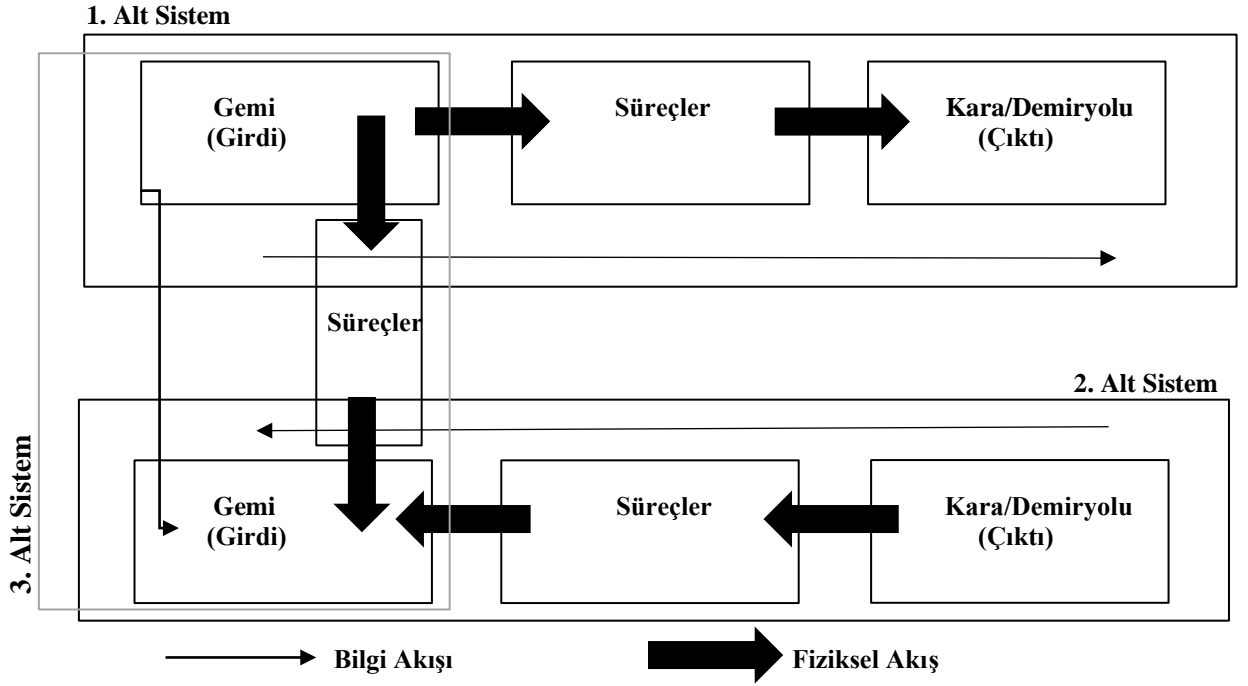 1. Alt Sistem
Gemi
(Girdi)
Süreçler
Kara/Demiryolu
(Çıktı)
Süreçler
2. Alt Sistem
3. Alt Sistem
Gemi
(Girdi)
Süreçler
Kara/Demiryolu
(Çıktı)
Bilgi Akışı
Fiziksel Akış